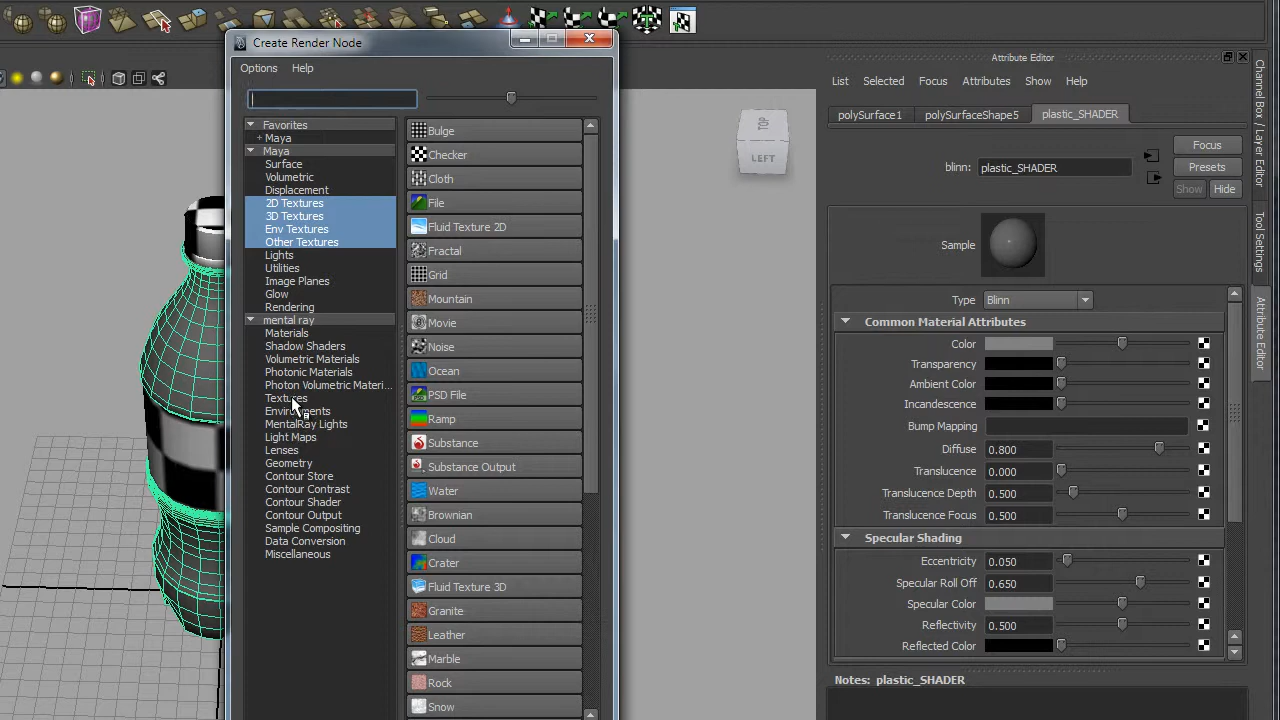 Create Render Node
Options Help
Favorites
+ Maya
Maya
Surface
Volumetric
Displacement
2D Textures
3D Textures
Env Textures
Other Textures
Lights
Utilities
Image Planes
Glow
Rendering
mental ray
Materials
Shadow Shaders
Volumetric Materials
Photonic Materials
Photon Volumetric Materi...
Textures
Environments
MentalRay Lights
Light Maps
Lenses
Geometry
Contour Store
Contour Contrast
Contour Shader
Contour Output
Sample Compositing
Data Conversion
Miscellaneous
Bulge
Checker
Cloth
File
Fluid Texture 2D
Fractal
Grid
Mountain
Movie
Noise
Ocean
PSD File
Ramp
Substance
Substance Output
Water
Brownian
Cloud
Crater
Fluid Texture 3D
Granite
Leather
Marble
Rock
Snow
TOP
LEFT
Attribute Editor
List Selected Focus Attributes Show Help
polySurface1 polySurfaceShape5 plastic_SHADER
Focus
blinn: plastic_SHADER
Presets
Show Hide
Sample
Type Blinn
Common Material Attributes
Color
Transparency
Ambient Color
Incandescence
Bump Mapping
Diffuse 0.800
Translucence 0.000
Translucence Depth 0.500
Translucence Focus 0.500
Specular Shading
Eccentricity 0.050
Specular Roll Off 0.650
Specular Color
Reflectivity 0.500
Reflected Color
Notes: plastic_SHADER
Channel Box / Layer Editor
Tool Settings
Attribute Editor